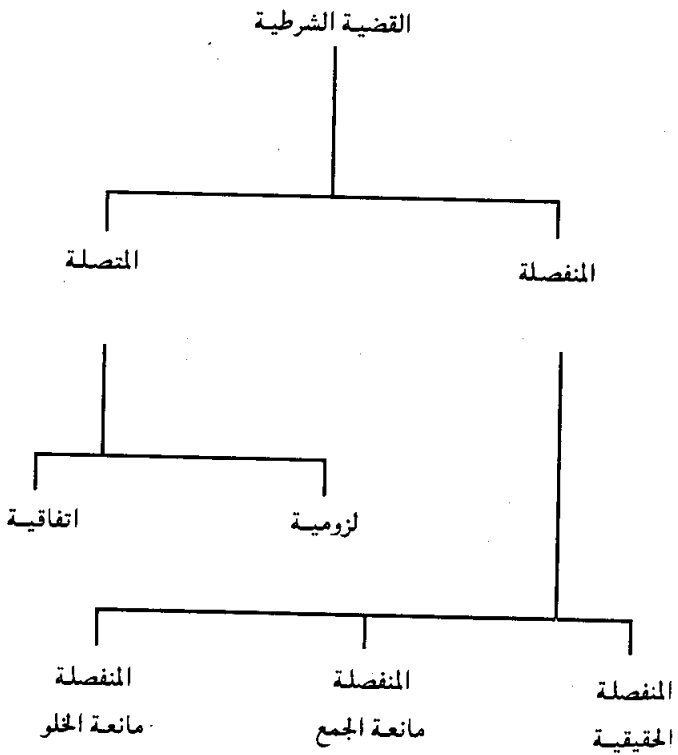 القضية الشرطية
المنفصلة
المتصلة
لزومية
اتفاقية
المنفصلة
الحقيقية
المنفصلة
مانعة الجمع
المنفصلة
مانعة الخلو